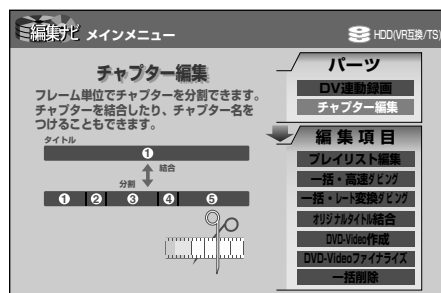 編集ナビ メインメニュー
HDD(VR互換/TS)
チャプター編集
フレーム単位でチャプターを分割できます。
チャプターを結合したり、チャプター名を
つけることもできます。
タイトル
①
結合
分割
① ② ③ ④ ⑤
パーツ
DV連動録画
チャプター編集
編集項目
プレイリスト編集
一括・高速ダビング
一括・レート変換ダビング
オリジナルタイトル結合
DVD-Video作成
DVD-Videoファイナライズ
一括削除